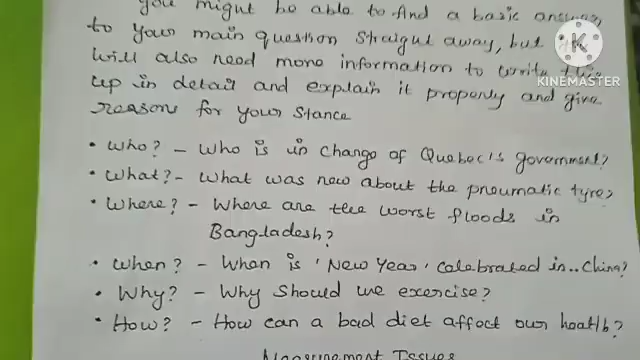 you might be able to find a basic answer
to your main question straigut away, but
will also need more information to write this
up in detail and explain it properly and give
reasons for your stance
• Who? - Who is in change of Quebec's government?
• What? - What was new about the pneumatic tyres
• Where? - Where are the worst floods in
Bangladesh?
• When? - When is 'New Year' calebrated in.. China?
• Why? - Why should we exercise?
• How? - How can a bad diet affect our health?
Management Issues
K
KINEMASTER